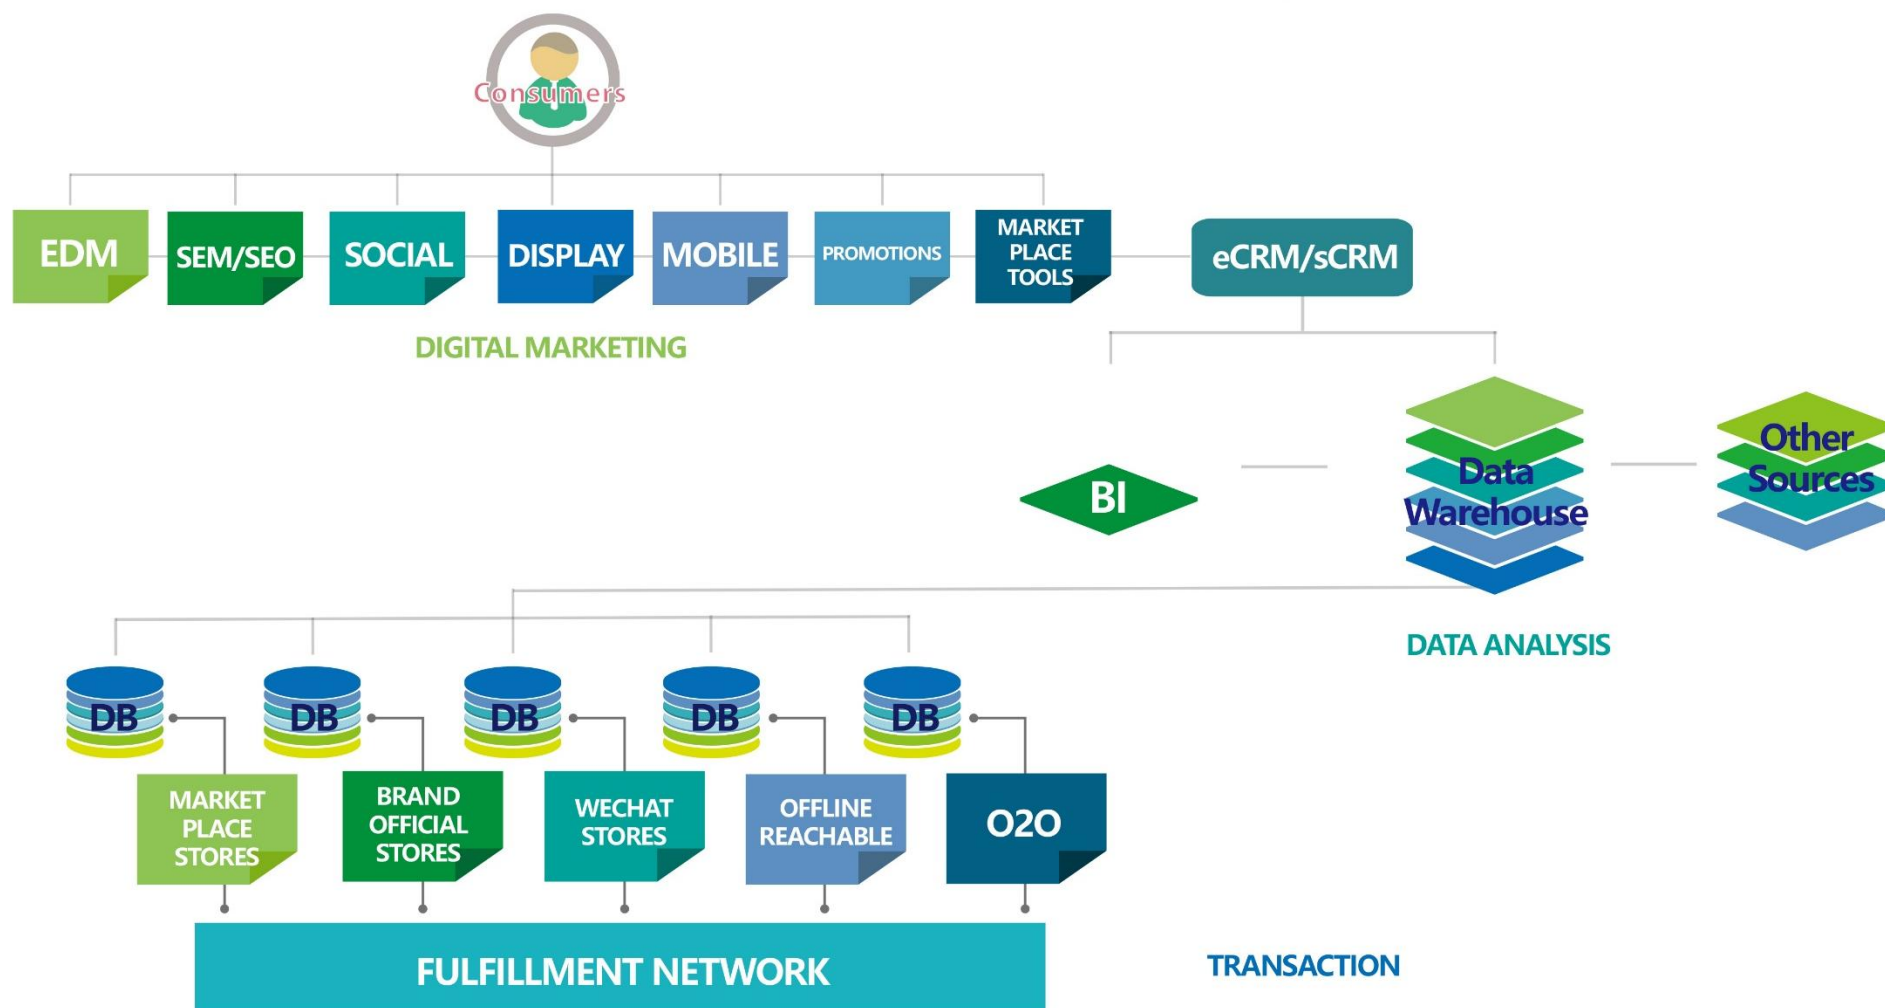 Consumers
EDM
SEM/SEO
SOCIAL
DISPLAY
MOBILE
PROMOTIONS
MARKET
PLACE
TOOLS
eCRM/sCRM
DIGITAL MARKETING
BI
Data
Warehouse
Other
Sources
DATA ANALYSIS
DB
DB
DB
DB
DB
MARKET
PLACE
STORES
BRAND
OFFICIAL
STORES
WECHAT
STORES
OFFLINE
REACHABLE
O2O
FULFILLMENT NETWORK
TRANSACTION